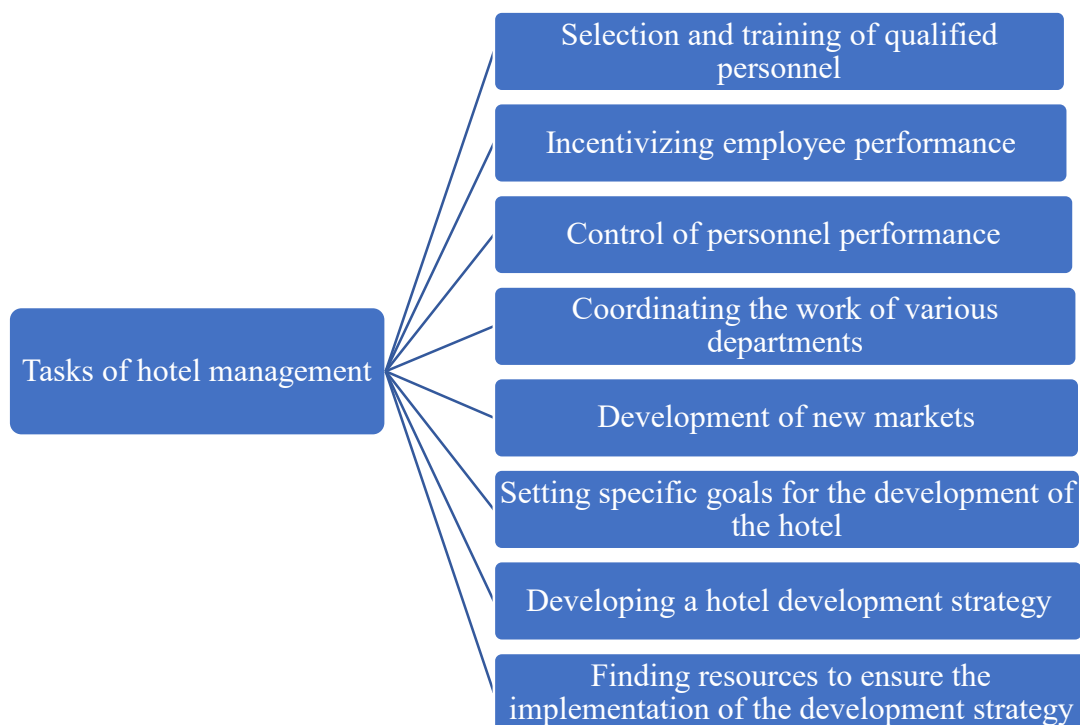 Tasks of hotel management
Selection and training of qualified
personnel
Incentivizing employee performance
Control of personnel performance
Coordinating the work of various
departments
Development of new markets
Setting specific goals for the development of
the hotel
Developing a hotel development strategy
Finding resources to ensure the
implementation of the development strategy